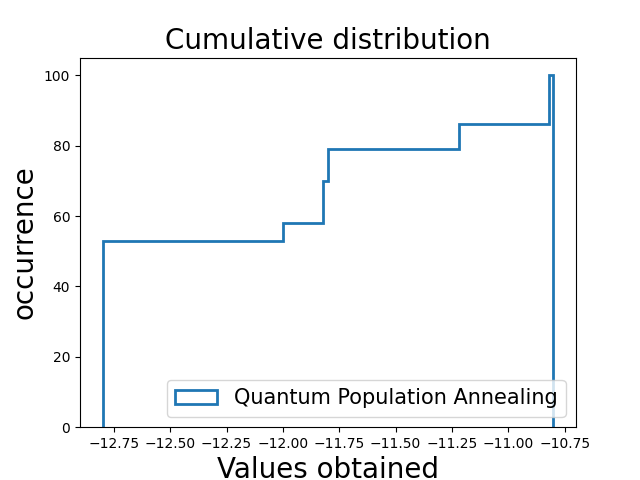 Cumulative distribution
100
80
60
40
20
0
occurrence
Quantum Population Annealing
−12.75 −12.50 −12.25 −12.00 −11.75 −11.50 −11.25 −11.00 −10.75
Values obtained